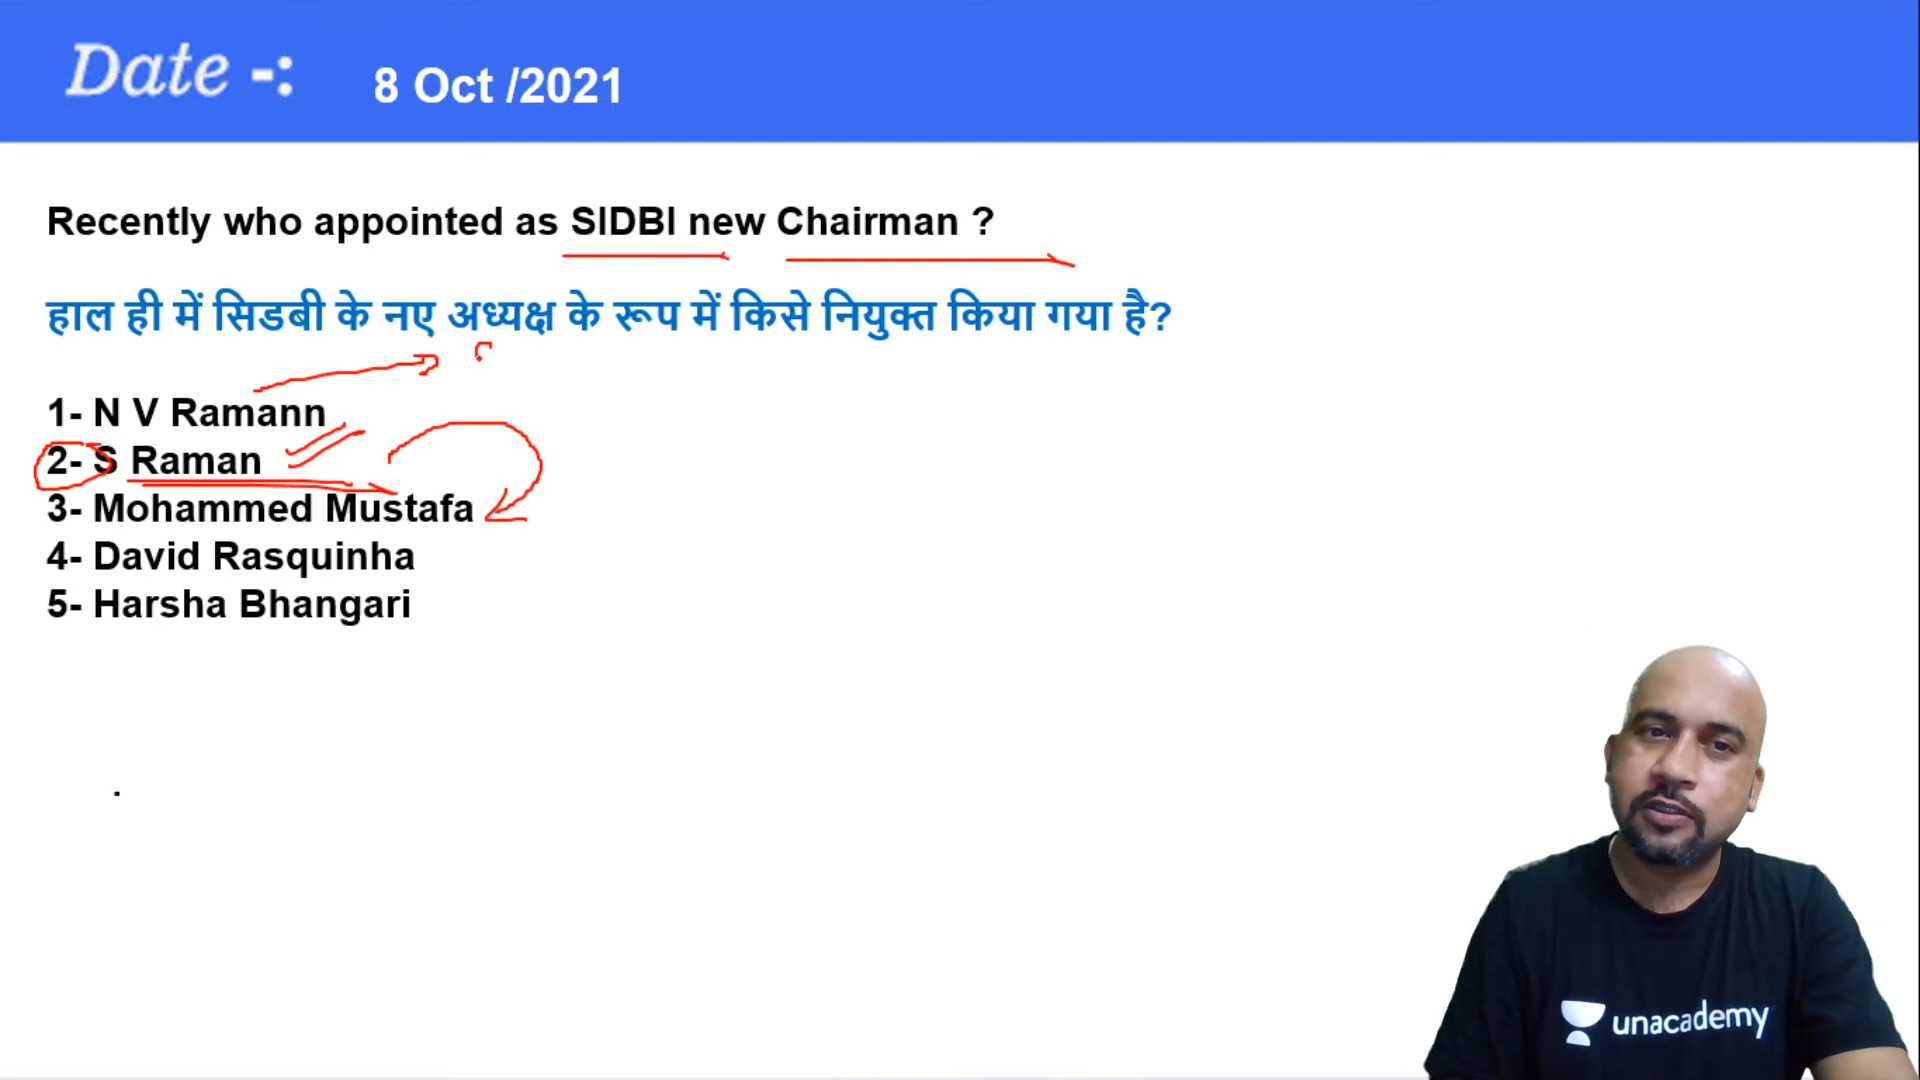 Date -: 8 Oct /2021
Recently who appointed as SIDBI new Chairman ?
हाल ही में सिडबी के नए अध्यक्ष के रूप में किसे नियुक्त किया गया है?
1- N V Ramann
2- S Raman
3- Mohammed Mustafa
4- David Rasquinha
5- Harsha Bhangari
unacademy